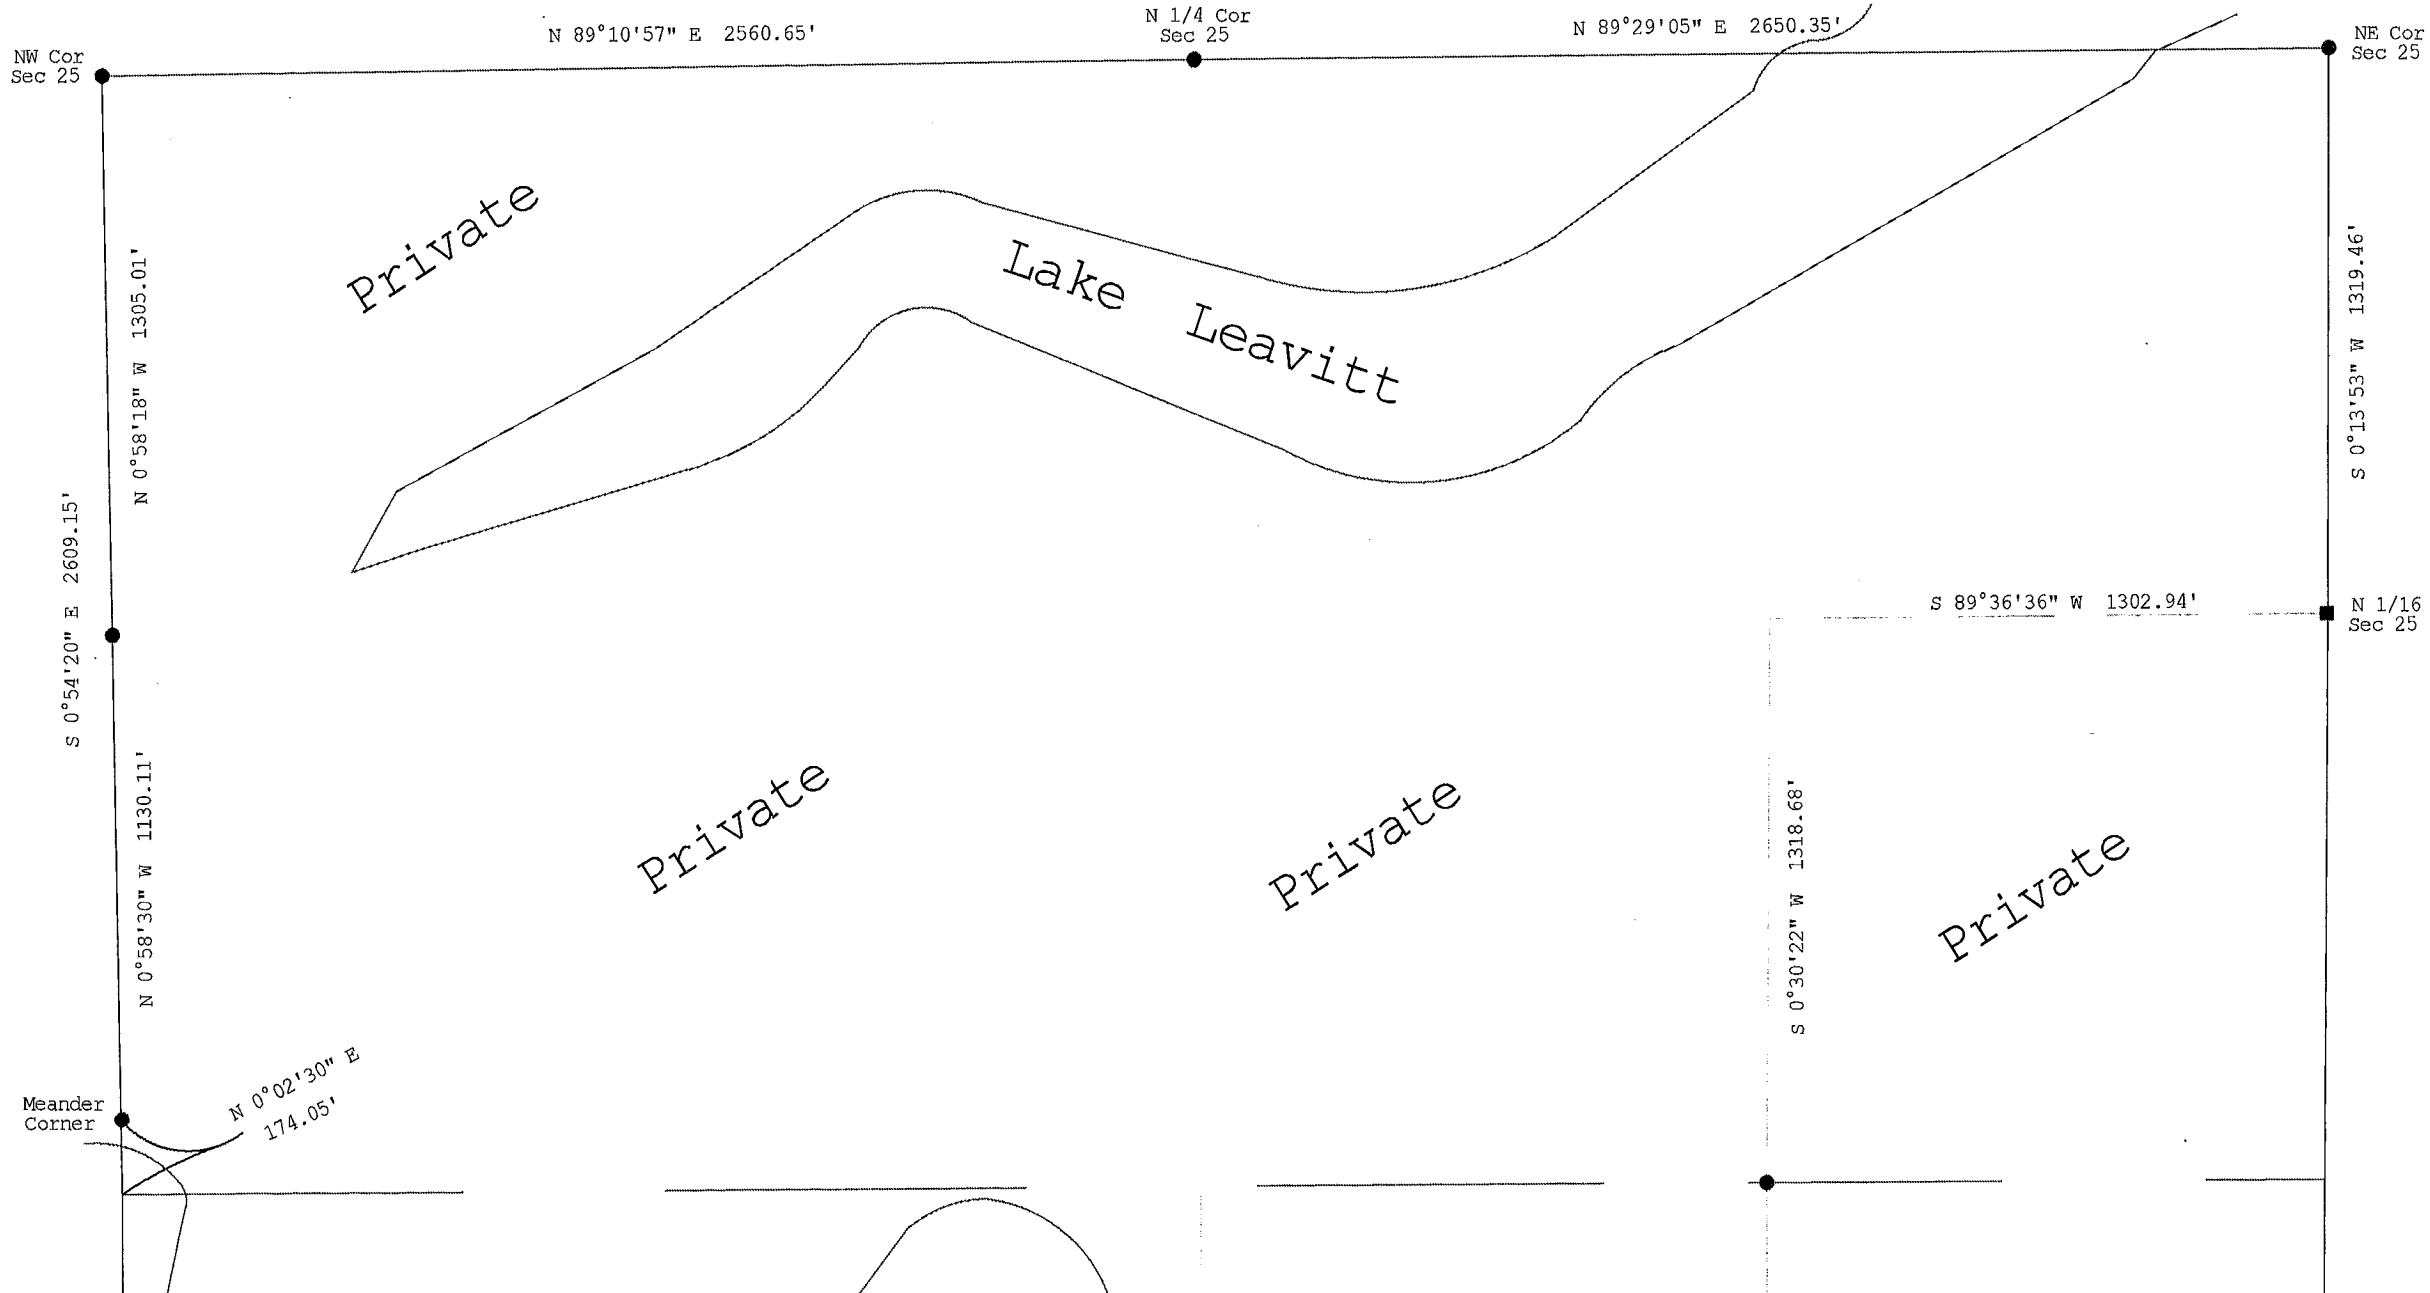 N 89°10'57" E 2560.65'
N 1/4 Cor
Sec 25
N 89°29'05" E 2650.35'
NW Cor
Sec 25
NE Cor
Sec 25
Private
Lake Leavitt
N 0°58'18" W 1305.01'
S 0°13'53" W 1319.46'
S 0°54'20" E 2609.15'
S 89°36'36" W 1302.94'
N 1/16
Sec 25
N 0°58'30" W 1130.11'
Private
Private
S 0°30'22" W 1318.68'
Private
Meander
Corner
N 0°02'30" E
174.05'